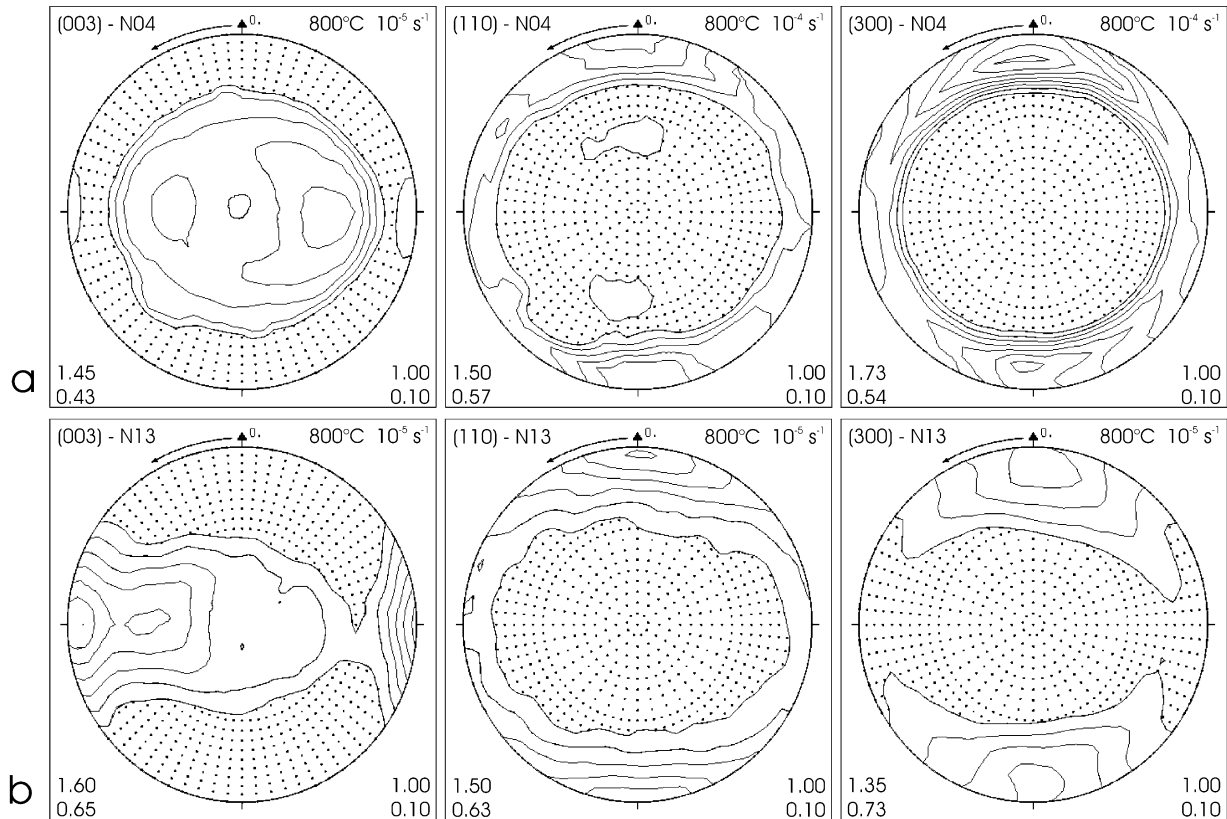 (003) - N04 0. 800°C 10⁻⁵ s⁻¹
1.45 1.00
0.43 0.10
(110) - N04 0. 800°C 10⁻⁴ s⁻¹
1.50 1.00
0.57 0.10
(300) - N04 0. 800°C 10⁻⁴ s⁻¹
1.73 1.00
0.54 0.10
a
(003) - N13 0. 800°C 10⁻⁵ s⁻¹
1.60 1.00
0.65 0.10
(110) - N13 0. 800°C 10⁻⁵ s⁻¹
1.50 1.00
0.63 0.10
(300) - N13 0. 800°C 10⁻⁵ s⁻¹
1.35 1.00
0.73 0.10
b